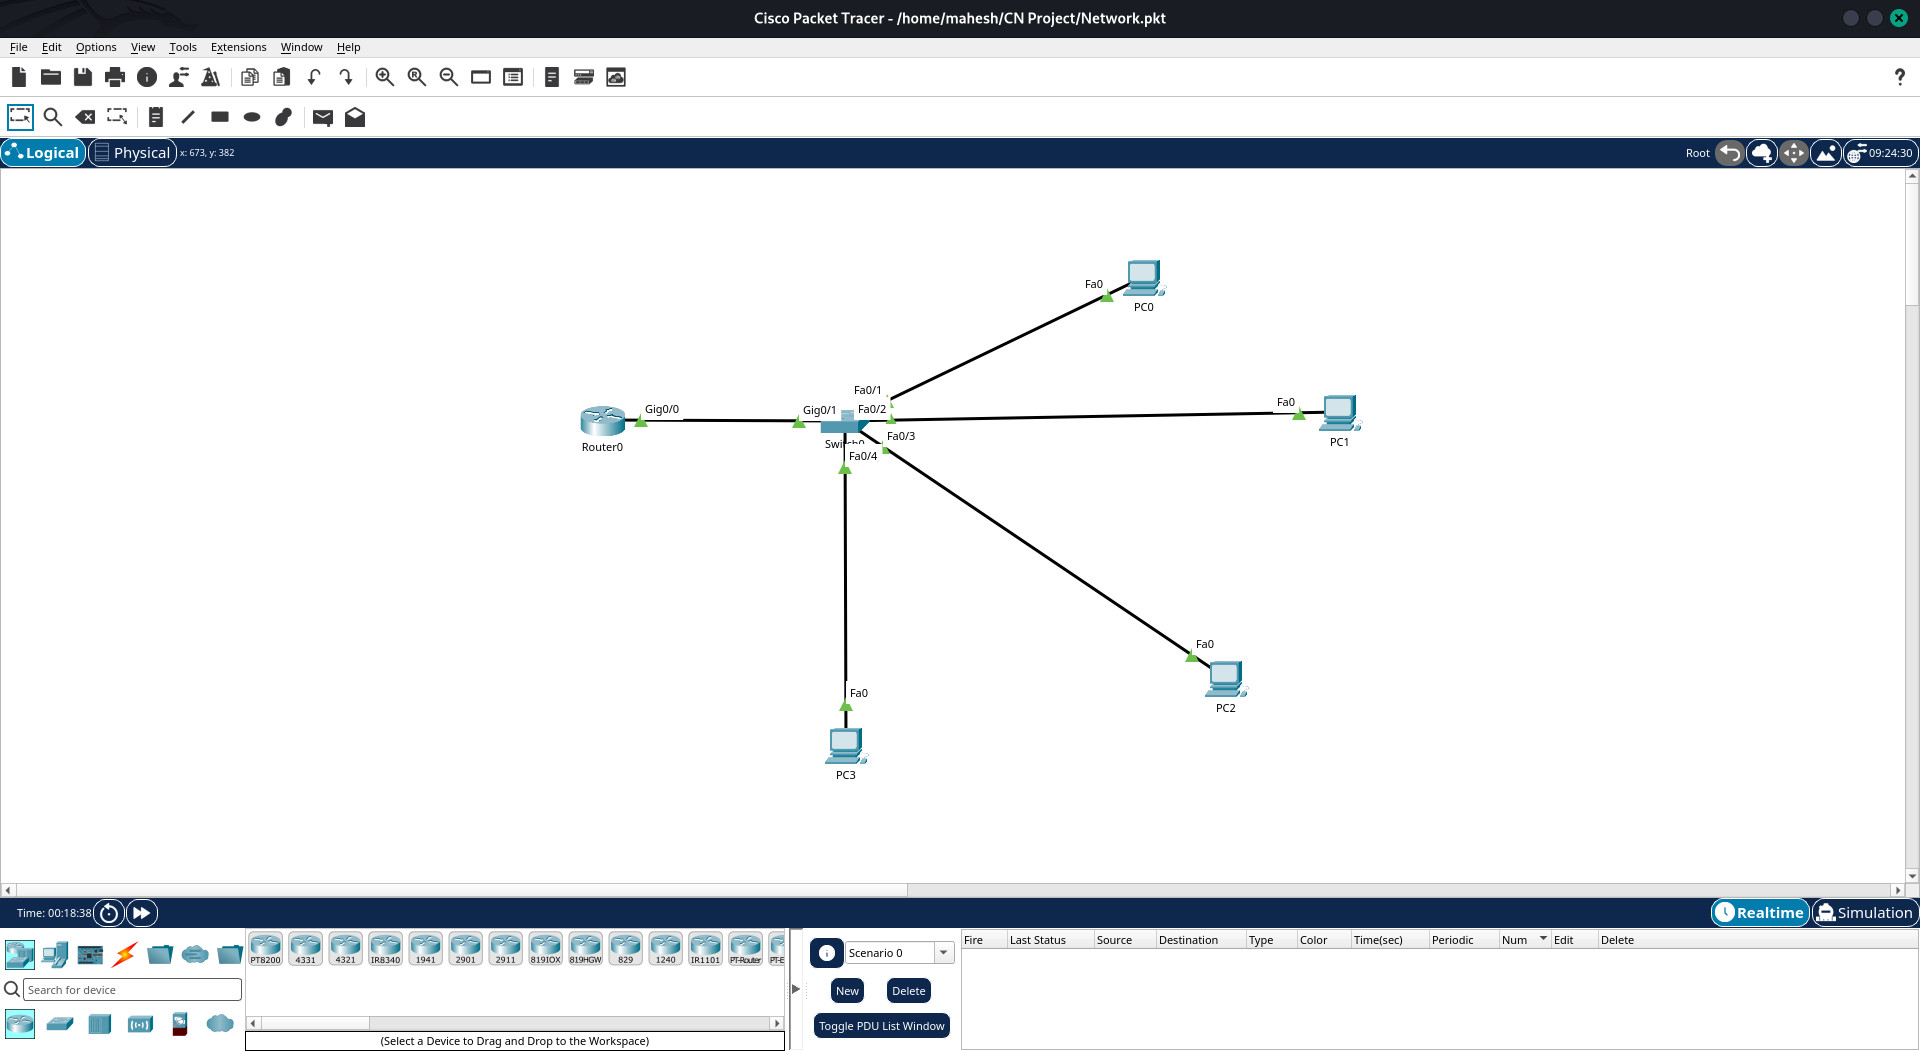 Cisco Packet Tracer - /home/mahesh/CN Project/Network.pkt
File Edit Options View Tools Extensions Window Help
?
Logical Physical x: 673, y: 382 Root 09:24:30
Fa0
PC0
Fa0/1
Gig0/0 Gig0/1 Fa0/2 Fa0
Router0 Switch0 Fa0/3 PC1
Fa0/4
Fa0
Fa0
PC2
PC3
Time: 00:18:38 Realtime Simulation
PT8200 4331 4321 IR8340 1941 2901 2911 819IOX 819HGW 829 1240 IR1101 PT-Router PT-E
Search for device
(Select a Device to Drag and Drop to the Workspace)
Scenario 0
New Delete
Toggle PDU List Window
Fire Last Status Source Destination Type Color Time(sec) Periodic Num Edit Delete